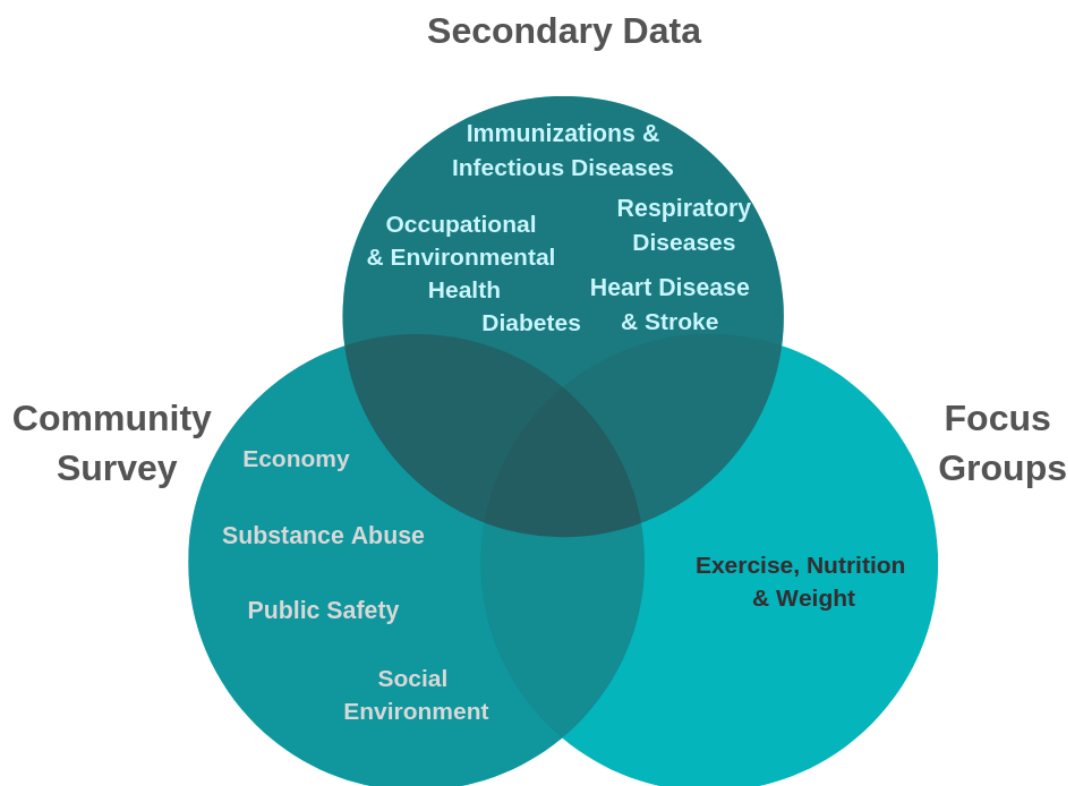 Secondary Data
Immunizations &
Infectious Diseases
Respiratory
Diseases
Occupational
& Environmental
Health
Heart Disease
& Stroke
Diabetes
Community
Survey
Focus
Groups
Economy
Substance Abuse
Public Safety
Social
Environment
Exercise, Nutrition
& Weight